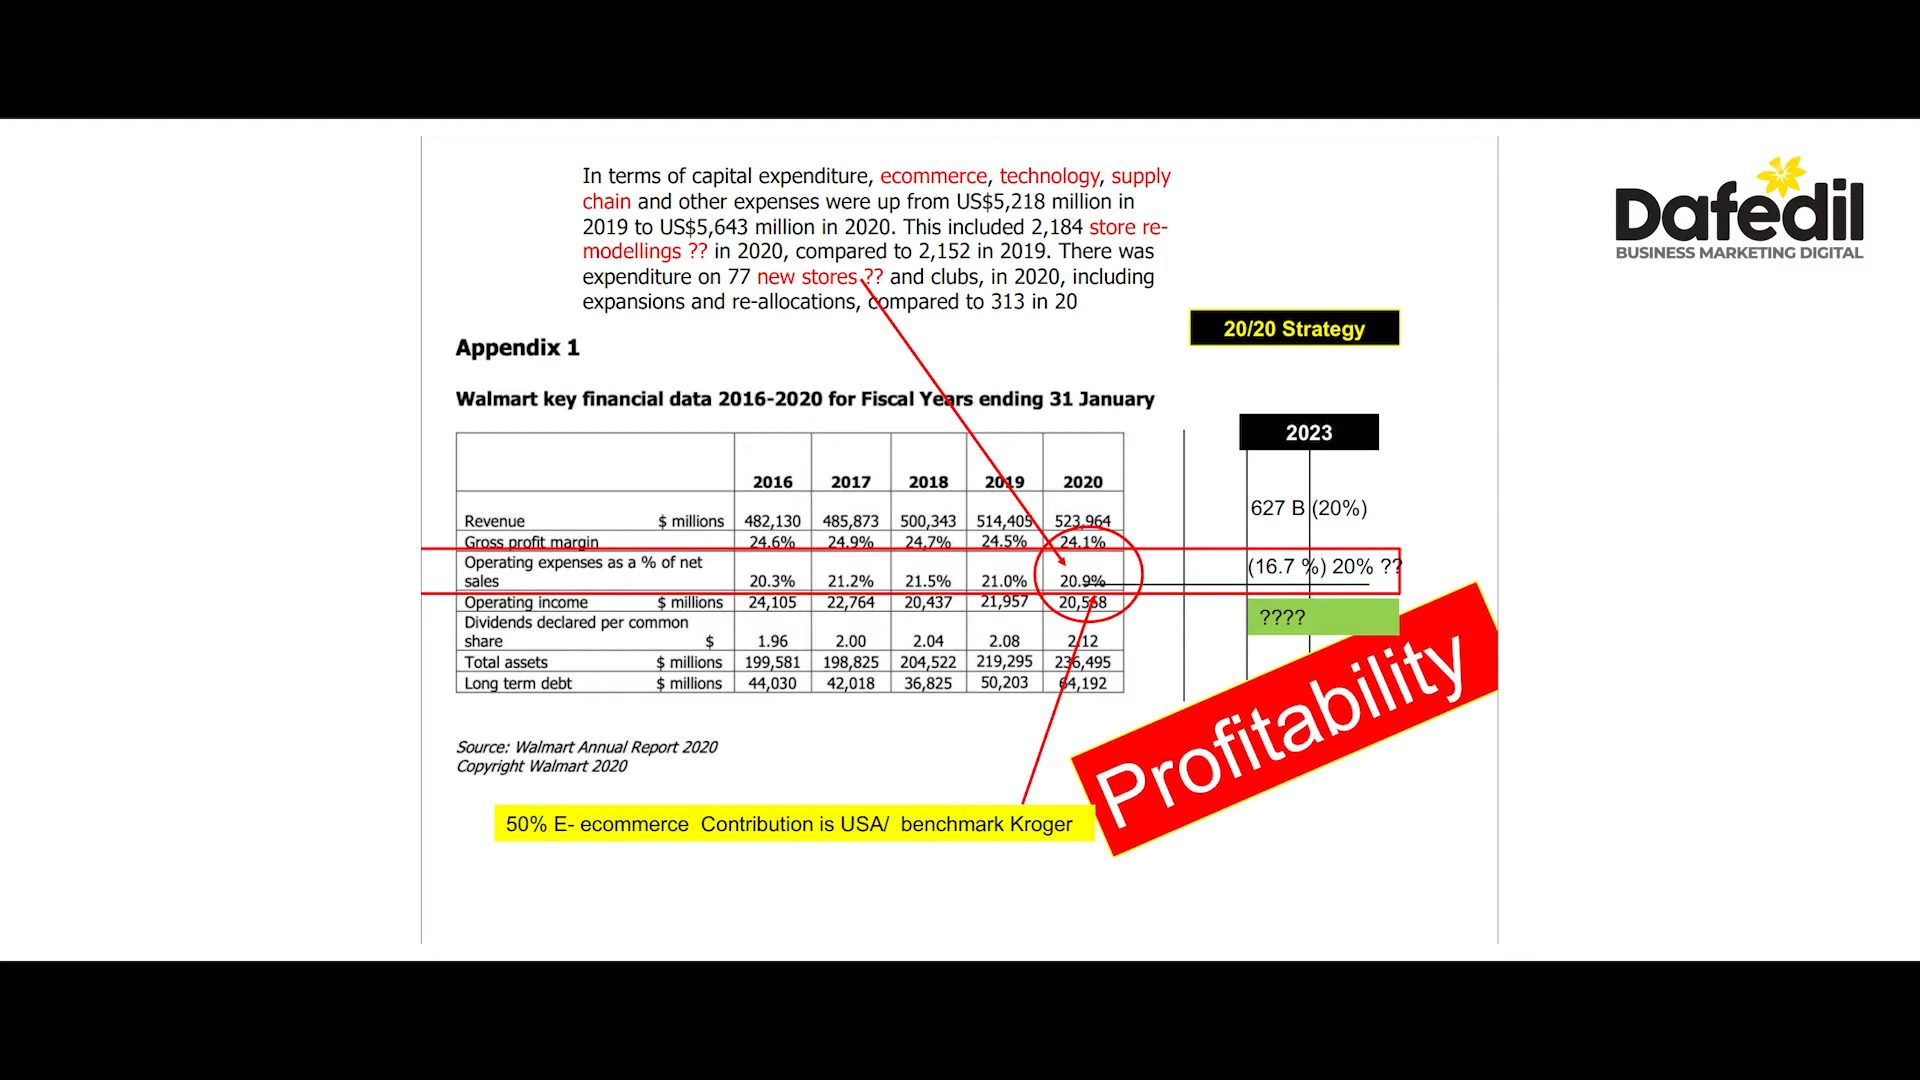 In terms of capital expenditure, ecommerce, technology, supply
chain and other expenses were up from US$5,218 million in
2019 to US$5,643 million in 2020. This included 2,184 store re-
modellings ?? in 2020, compared to 2,152 in 2019. There was
expenditure on 77 new stores ?? and clubs, in 2020, including
expansions and re-allocations, compared to 313 in 20
Dafedil
BUSINESS MARKETING DIGITAL
20/20 Strategy
Appendix 1
Walmart key financial data 2016-2020 for Fiscal Years ending 31 January
2023
2016 2017 2018 2019 2020
Revenue $ millions 482,130 485,873 500,343 514,405 523,964
627 B (20%)
Gross profit margin 24.6% 24.9% 24.7% 24.5% 24.1%
Operating expenses as a % of net
sales 20.3% 21.2% 21.5% 21.0% 20.9%
(16.7 %) 20% ??
Operating income $ millions 24,105 22,764 20,437 21,957 20,568
????
Dividends declared per common
share $ 1.96 2.00 2.04 2.08 2.12
Total assets $ millions 199,581 198,825 204,522 219,295 236,495
Long term debt $ millions 44,030 42,018 36,825 50,203 64,192
Profitability
Source: Walmart Annual Report 2020
Copyright Walmart 2020
50% E- ecommerce Contribution is USA/ benchmark Kroger